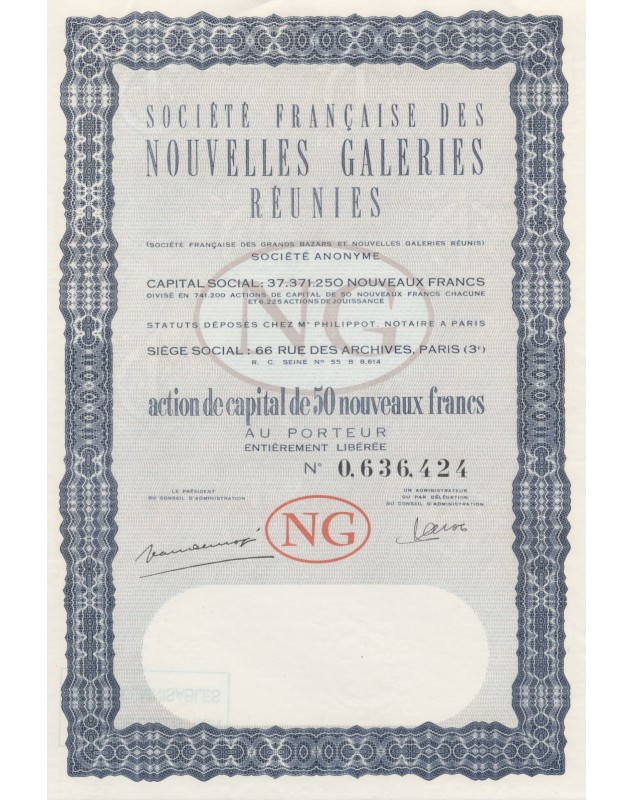 SOCIÉTÉ FRANÇAISE DES
NOUVELLES GALERIES
RÉUNIES
(SOCIÉTÉ FRANÇAISE DES GRANDS BAZARS ET NOUVELLES GALERIES RÉUNIS)
SOCIÉTÉ ANONYME
CAPITAL SOCIAL : 37.371.250 NOUVEAUX FRANCS
DIVISÉ EN 741.200 ACTIONS DE CAPITAL DE 50 NOUVEAUX FRANCS CHACUNE
ET 6.225 ACTIONS DE JOUISSANCE
NG
STATUTS DÉPOSÉS CHEZ Me PHILIPPOT, NOTAIRE A PARIS
SIÈGE SOCIAL : 66 RUE DES ARCHIVES, PARIS (3e)
R. C. SEINE No 55 B 8.614
action de capital de 50 nouveaux francs
AU PORTEUR
ENTIÈREMENT LIBÉRÉE
N° 0,636,424
LE PRÉSIDENT
DU CONSEIL D'ADMINISTRATION
UN ADMINISTRATEUR
OU PAR DÉLÉGATION
DU CONSEIL D'ADMINISTRATION
NG